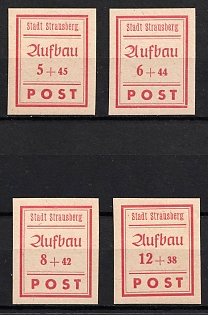 Stadt Strausberg
Aufbau
5 + 45
POST
Stadt Strausberg
Aufbau
6 + 44
POST
Stadt Strausberg
Aufbau
8 + 42
POST
Stadt Strausberg
Aufbau
12 + 38
POST